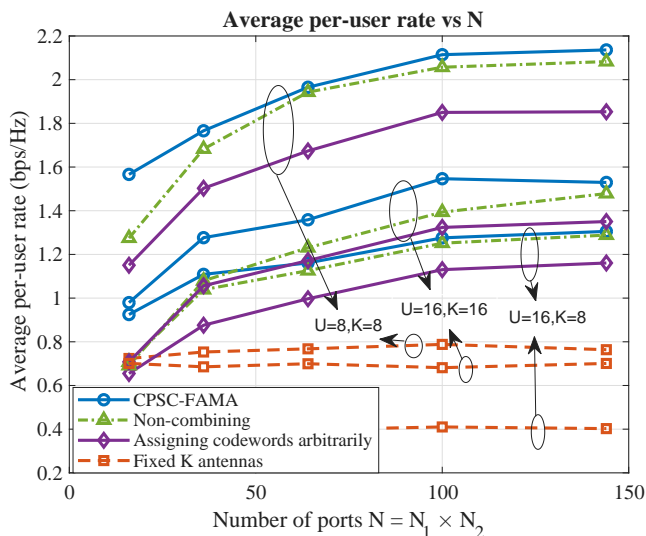 Average per-user rate vs N
Average per-user rate (bps/Hz)
2.2
2
1.8
1.6
1.4
1.2
1
0.8
0.6
0.4
0.2
U=8,K=8
U=16,K=16
U=16,K=8
CPSC-FAMA
Non-combining
Assigning codewords arbitrarily
Fixed K antennas
0
50
100
150
Number of ports N = N₁ × N₂